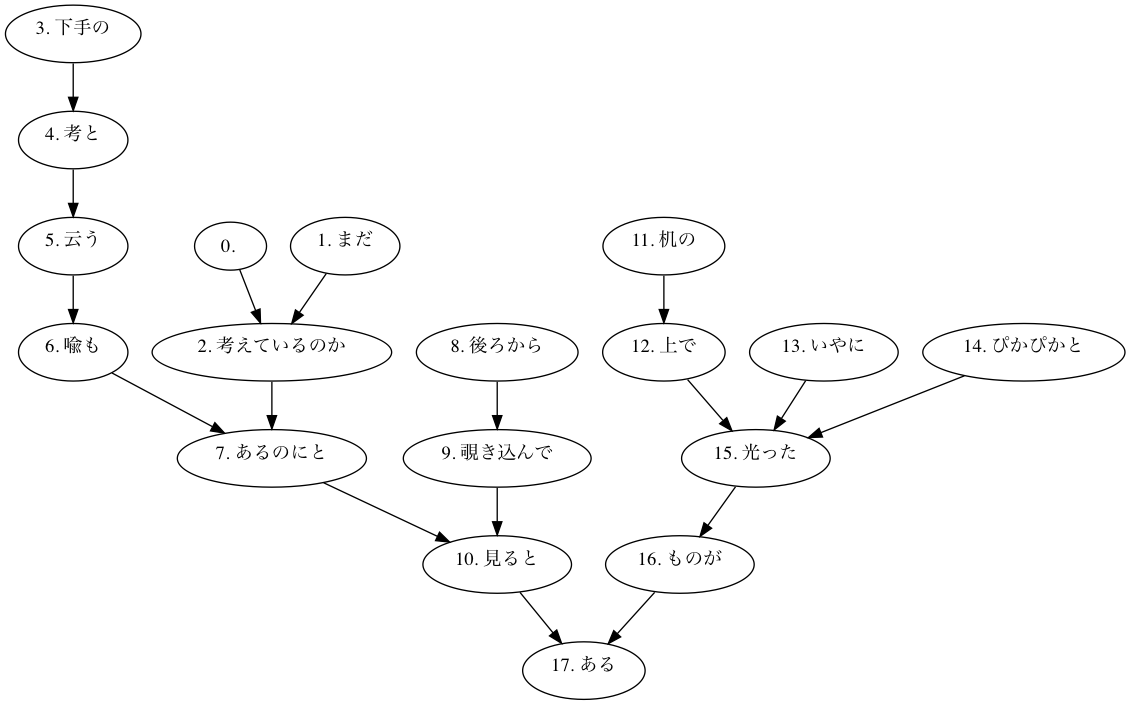 3. 下手の
4. 考と
5. 云う
0.
1. まだ
11. 机の
6. 喩も
2. 考えているのか
8. 後ろから
12. 上で
13. いやに
14. ぴかぴかと
7. あるのにと
9. 覗き込んで
15. 光った
10. 見ると
16. ものが
17. ある